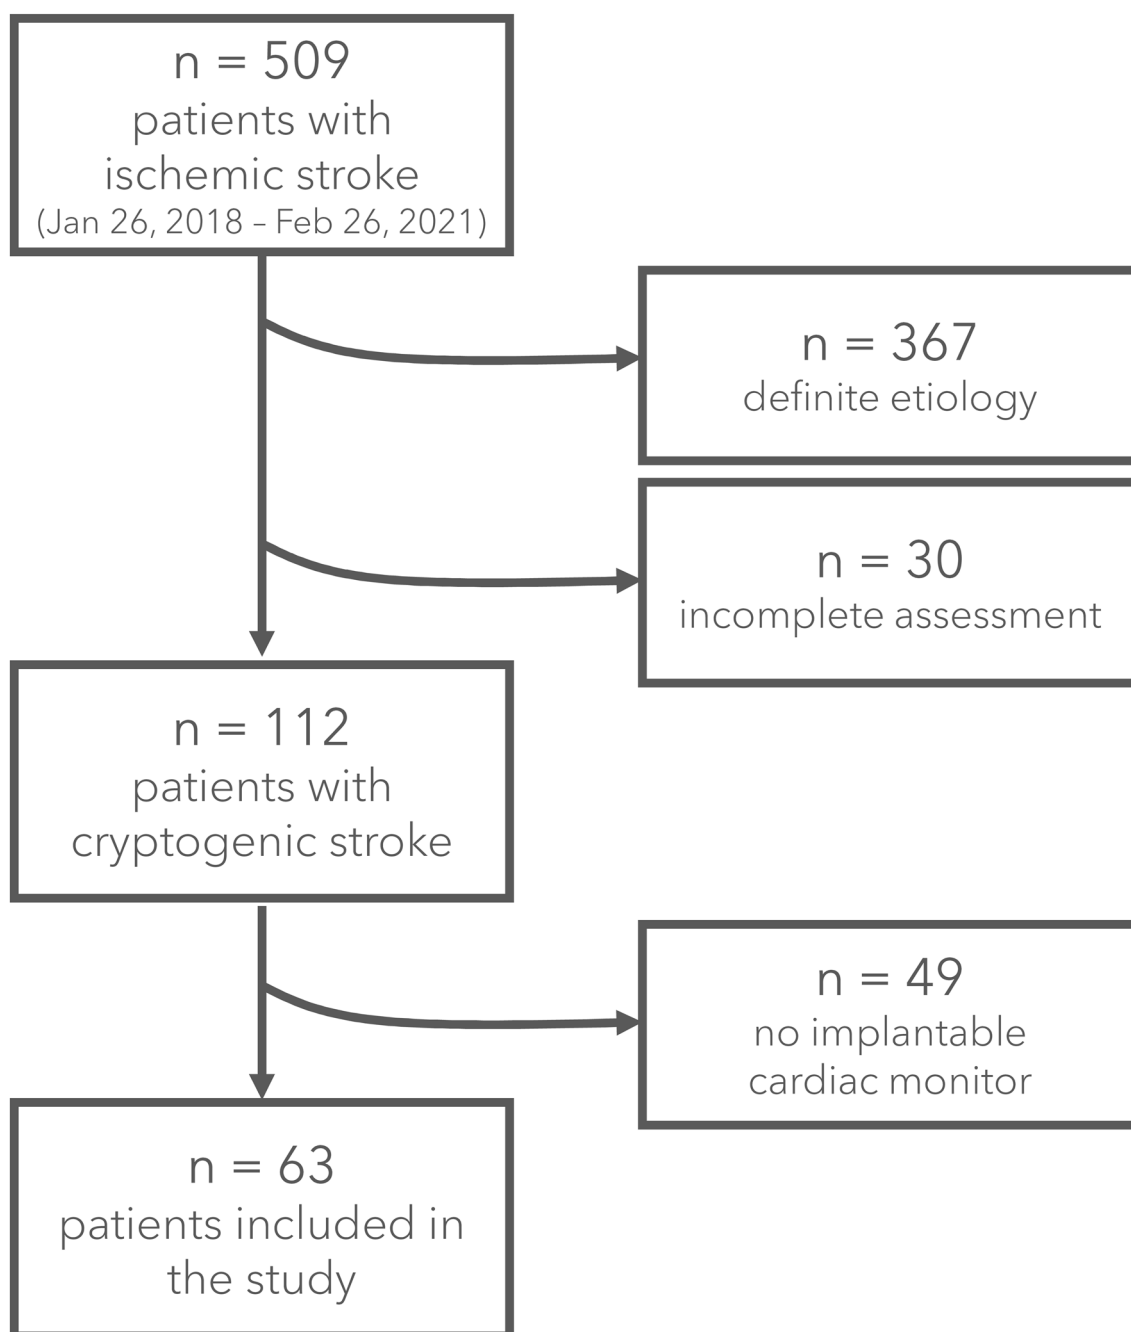 n = 509
patients with
ischemic stroke
(Jan 26, 2018 – Feb 26, 2021)
n = 367
definite etiology
n = 30
incomplete assessment
n = 112
patients with
cryptogenic stroke
n = 49
no implantable
cardiac monitor
n = 63
patients included in
the study